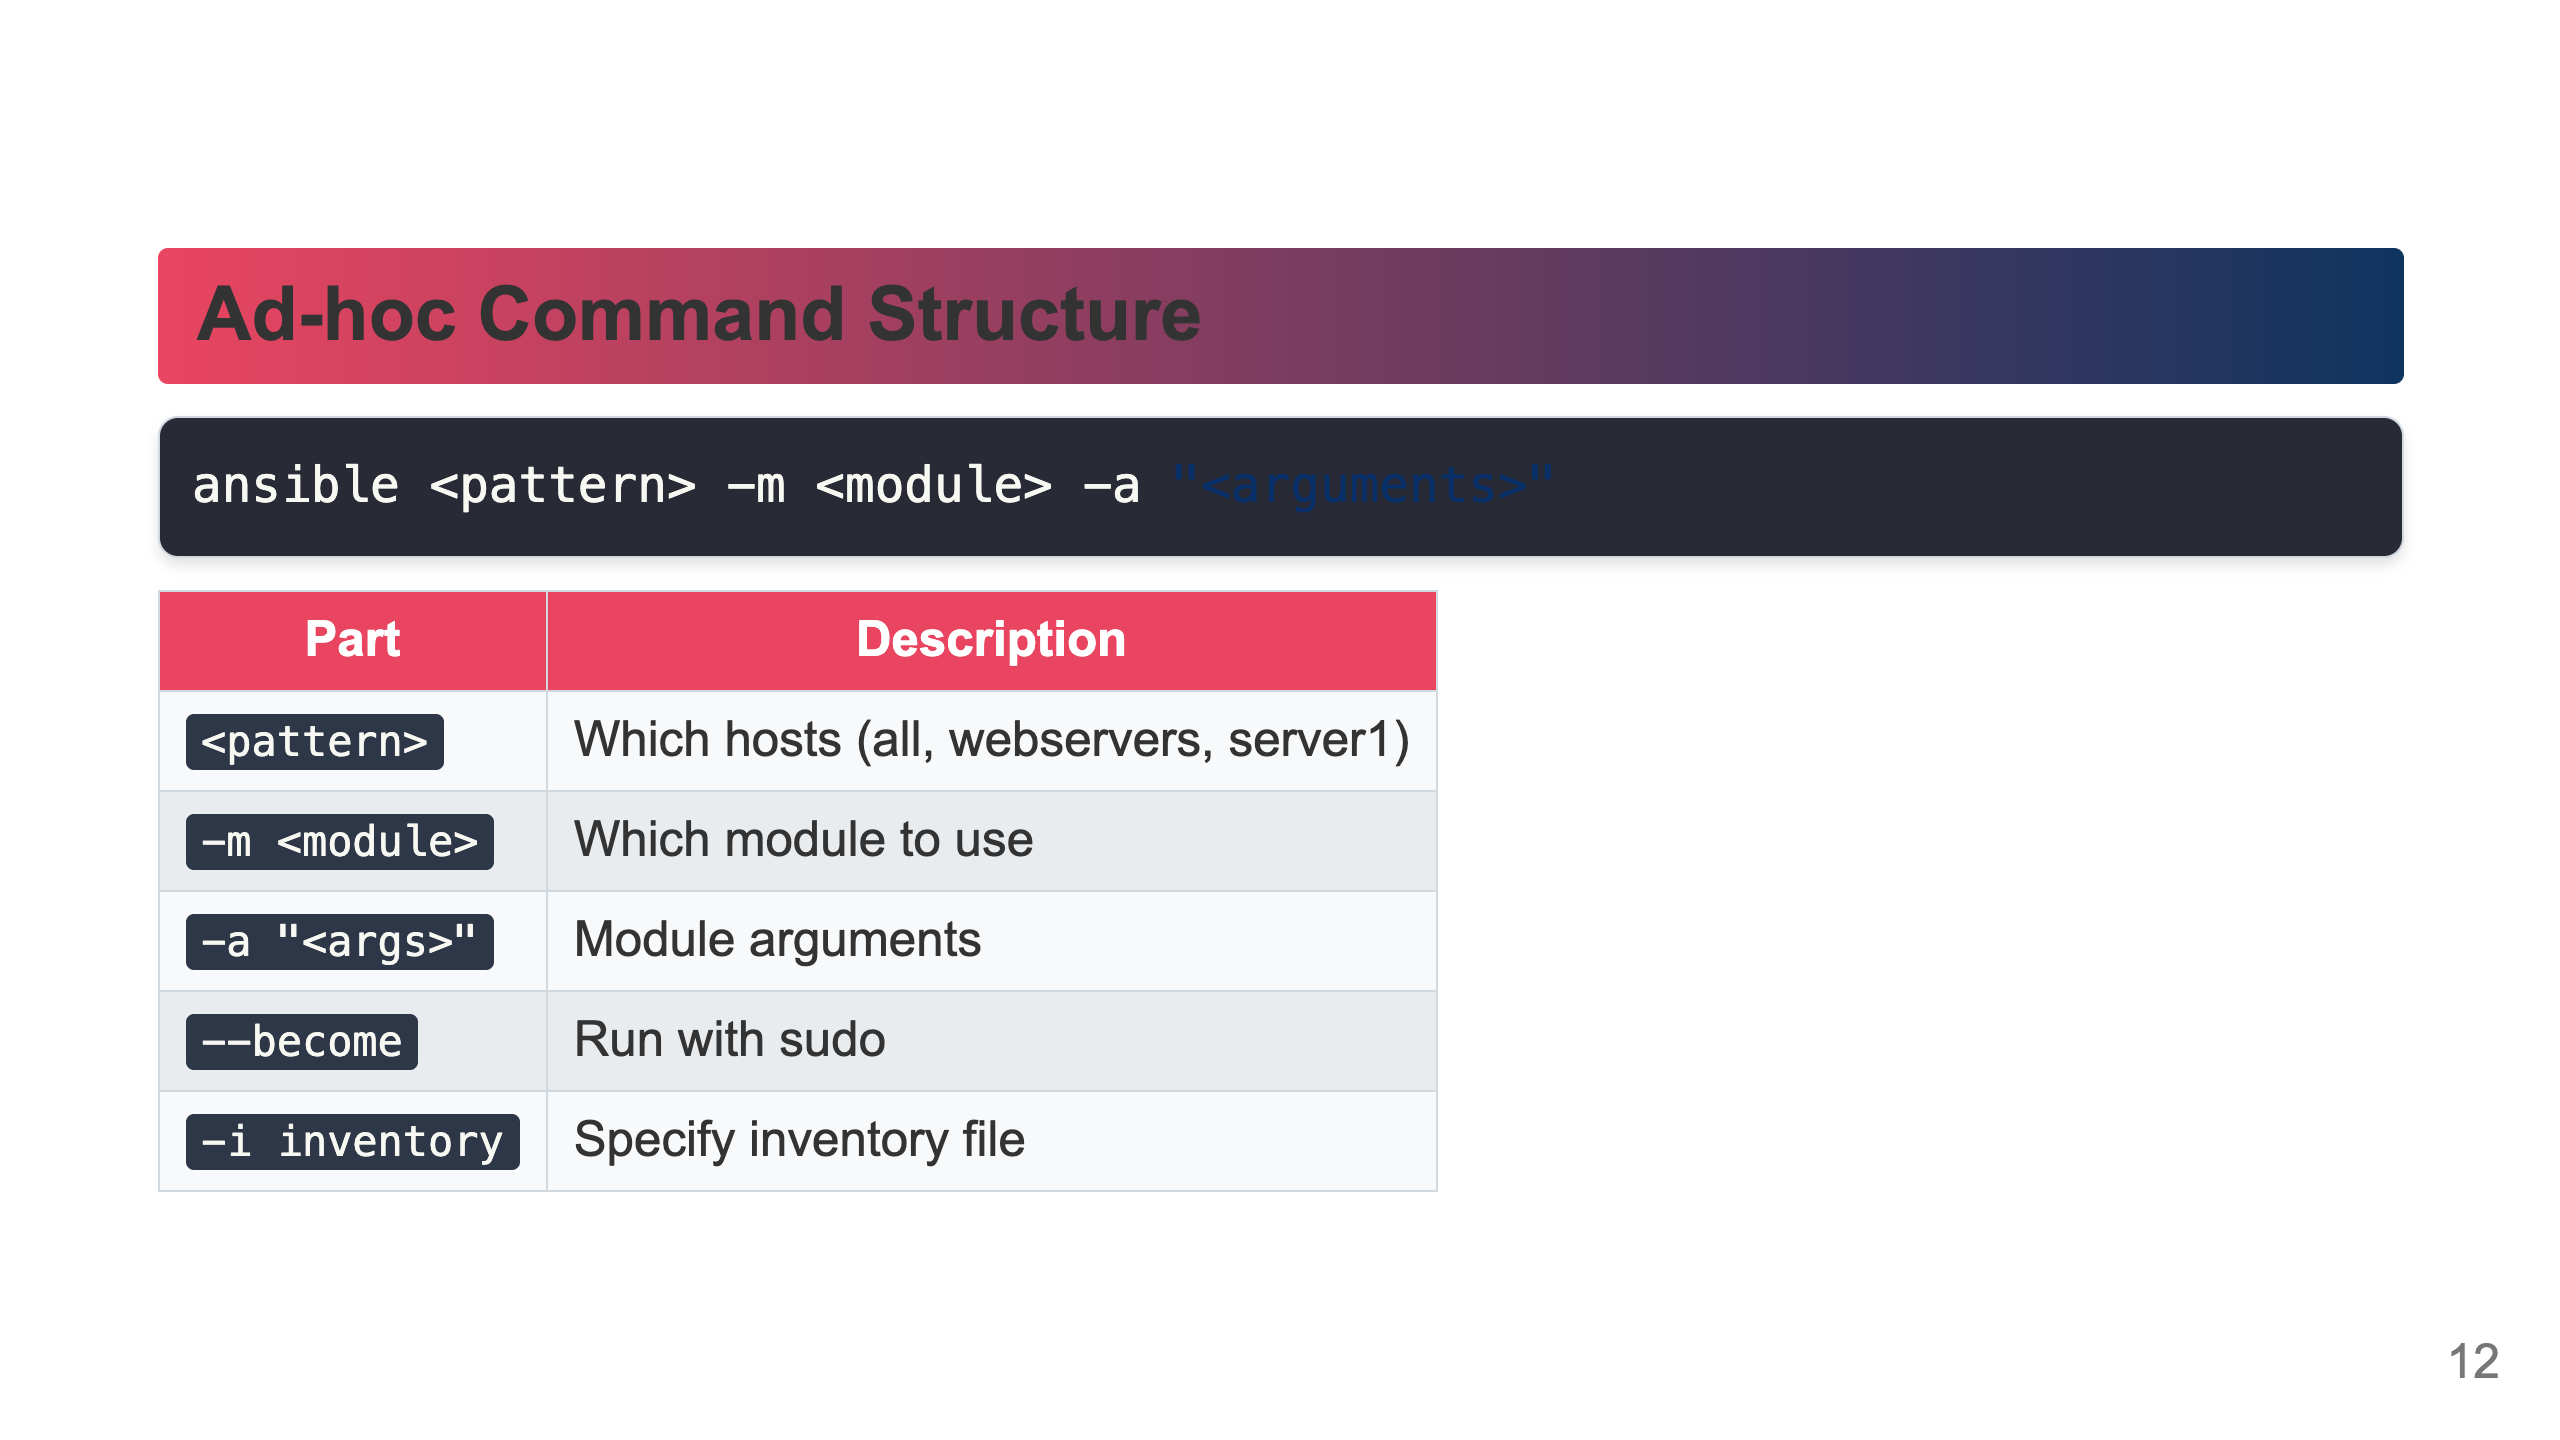 Ad-hoc Command Structure
ansible <pattern> -m <module> -a "<arguments>"
Part Description
<pattern> Which hosts (all, webservers, server1)
-m <module> Which module to use
-a "<args>" Module arguments
--become Run with sudo
-i inventory Specify inventory file
12